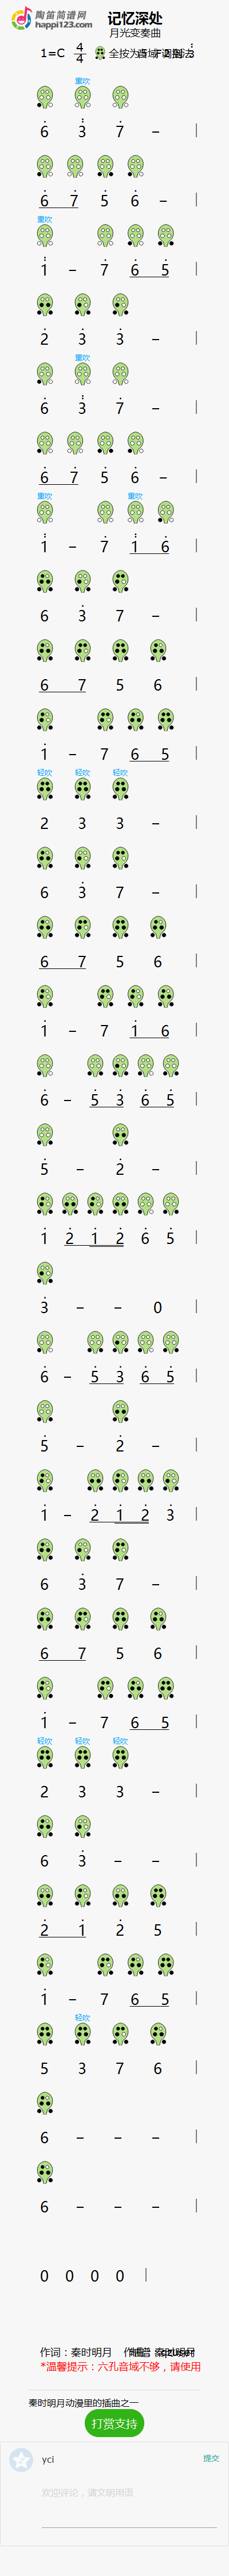 陶笛简谱网
happi123.com
记忆深处
月光变奏曲
1=C 4/4 全按为
重吹
6 3 7 – |
6 7 5 6 – |
重吹
1 – 7 6 5 |
2 3 3 – |
重吹
6 3 7 – |
6 7 5 6 – |
重吹 重吹
1 – 7 1 6 |
6 3 7 – |
6 7 5 6 |
1 – 7 6 5 |
轻吹 轻吹 轻吹
2 3 3 – |
6 3 7 – |
6 7 5 6 |
1 – 7 1 6 |
6 – 5 3 6 5 |
5 – 2 – |
1 2 1 2 6 5 |
3 – – 0 |
6 – 5 3 6 5 |
5 – 2 – |
1 – 2 1 2 3 |
6 3 7 – |
6 7 5 6 |
1 – 7 6 5 |
轻吹 轻吹 轻吹
2 3 3 – |
6 3 – – |
2 1 2 5 |
1 – 7 6 5 |
轻吹
5 3 7 6 |
6 – – – |
6 – – – |
0 0 0 0 |
作词：秦时明月
*温馨提示：六孔音域不够，请使用
秦时明月动漫里的插曲之一
打赏支持
yci
提交
欢迎评论，请文明用语